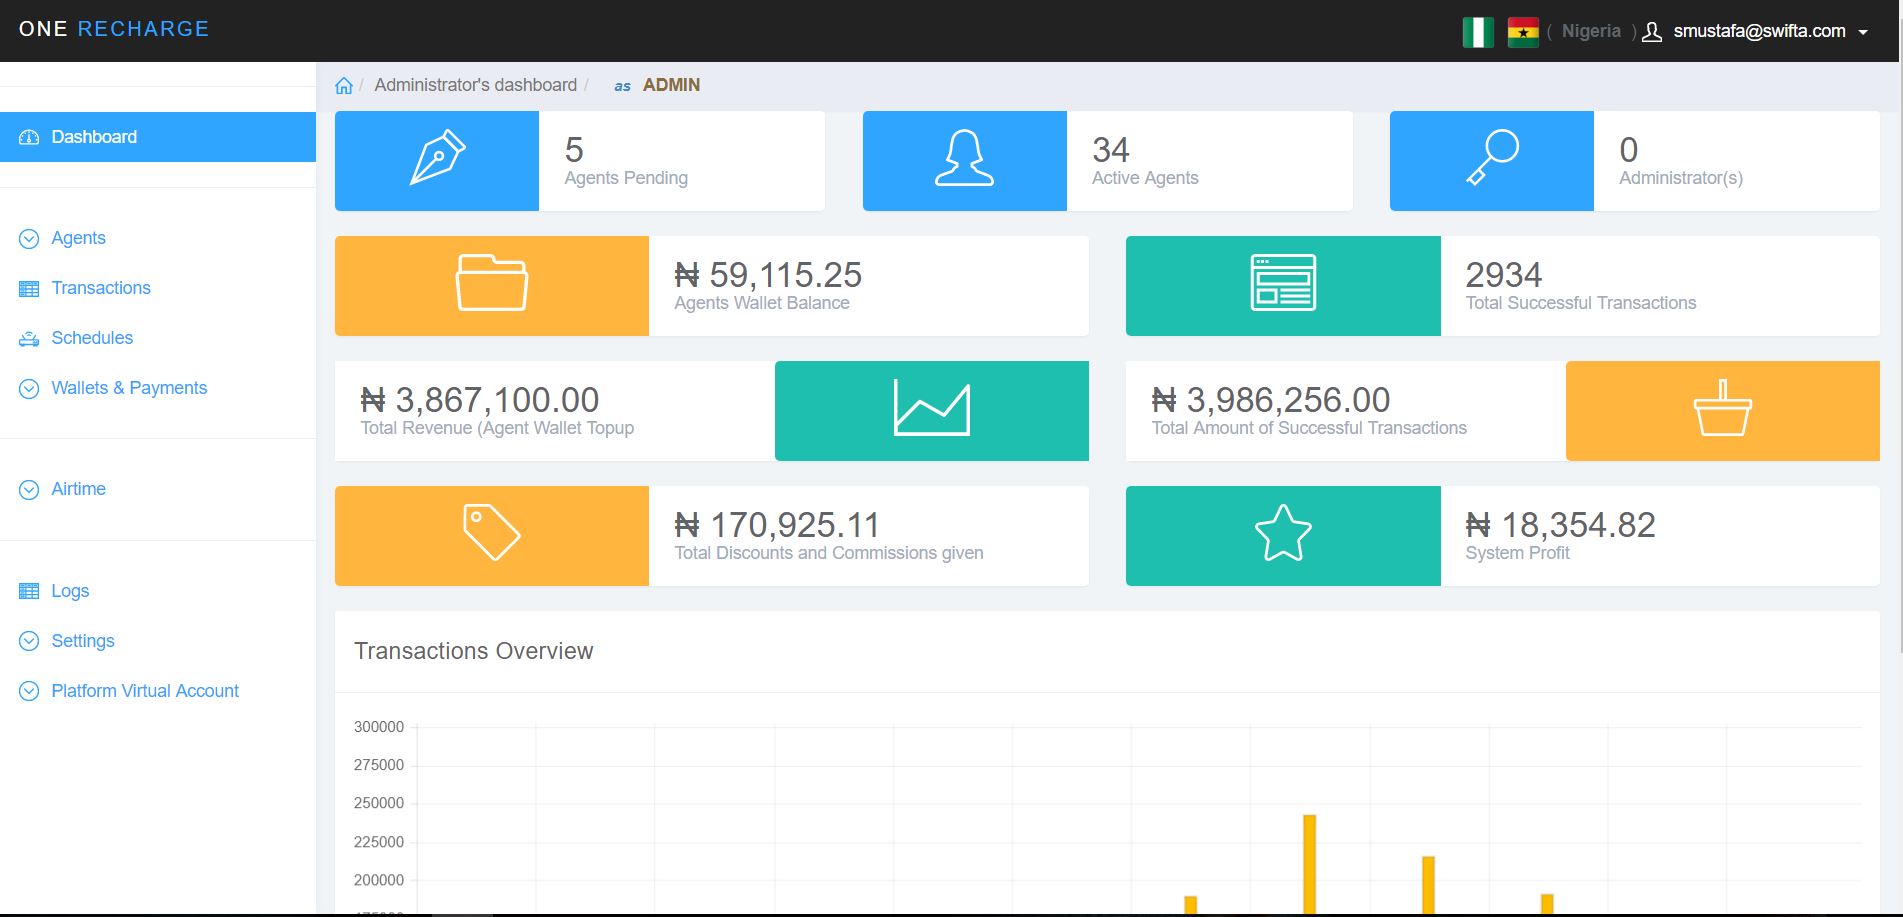 ONE RECHARGE
( Nigeria ) smustafa@swifta.com
Administrator's dashboard / as ADMIN
Dashboard
Agents
Transactions
Schedules
Wallets & Payments
Airtime
Logs
Settings
Platform Virtual Account
5
Agents Pending
34
Active Agents
0
Administrator(s)
₦ 59,115.25
Agents Wallet Balance
2934
Total Successful Transactions
₦ 3,867,100.00
Total Revenue (Agent Wallet Topup
₦ 3,986,256.00
Total Amount of Successful Transactions
₦ 170,925.11
Total Discounts and Commissions given
₦ 18,354.82
System Profit
Transactions Overview
300000
275000
250000
225000
200000